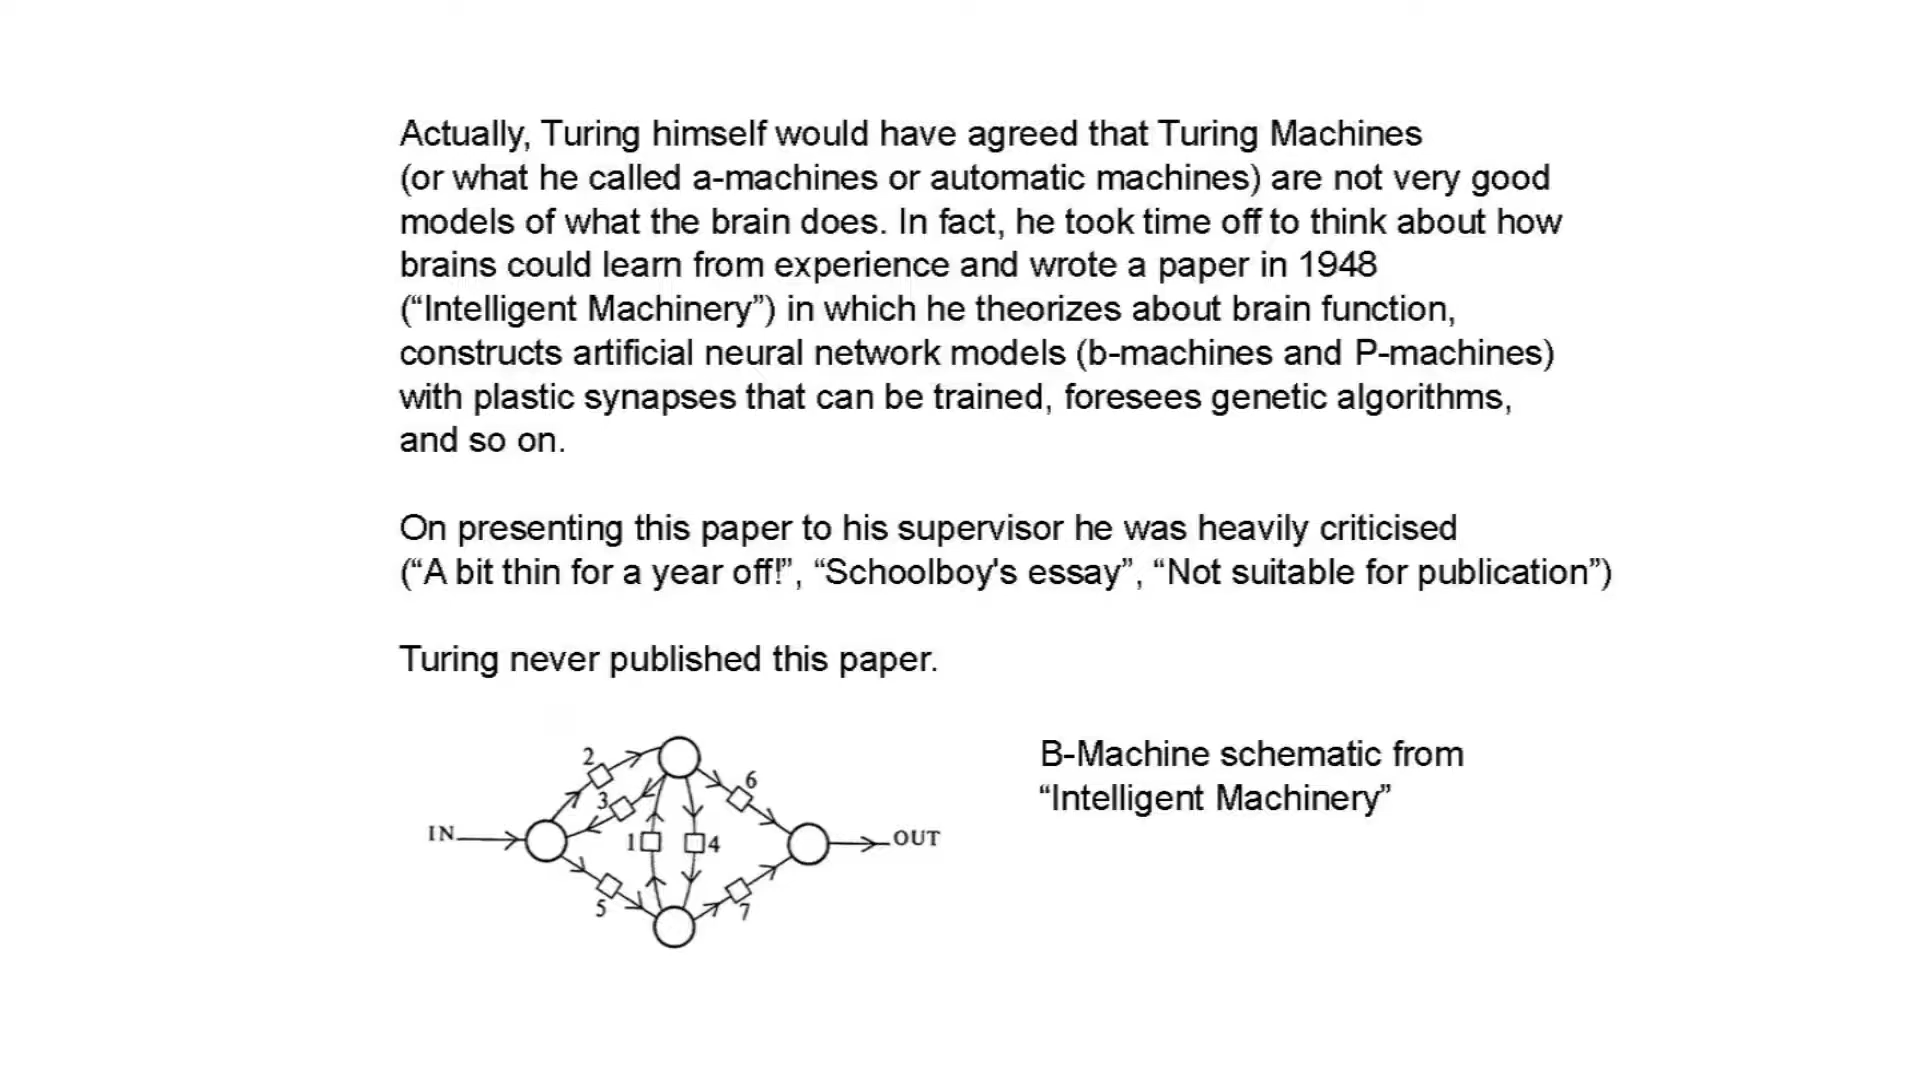 Actually, Turing himself would have agreed that Turing Machines
(or what he called a-machines or automatic machines) are not very good
models of what the brain does. In fact, he took time off to think about how
brains could learn from experience and wrote a paper in 1948
(“Intelligent Machinery”) in which he theorizes about brain function,
constructs artificial neural network models (b-machines and P-machines)
with plastic synapses that can be trained, foresees genetic algorithms,
and so on.
On presenting this paper to his supervisor he was heavily criticised
(“A bit thin for a year off!”, “Schoolboy's essay”, “Not suitable for publication”)
Turing never published this paper.
B-Machine schematic from
“Intelligent Machinery”
2
6
3
IN
1
4
OUT
5
7